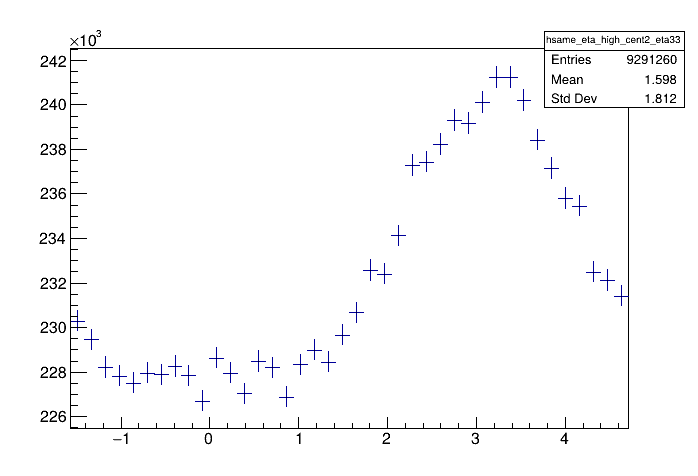 ×10³
hsame_eta_high_cent2_eta33
Entries 9291260
Mean 1.598
Std Dev 1.812
242
240
238
236
234
232
230
228
226
−1 0 1 2 3 4